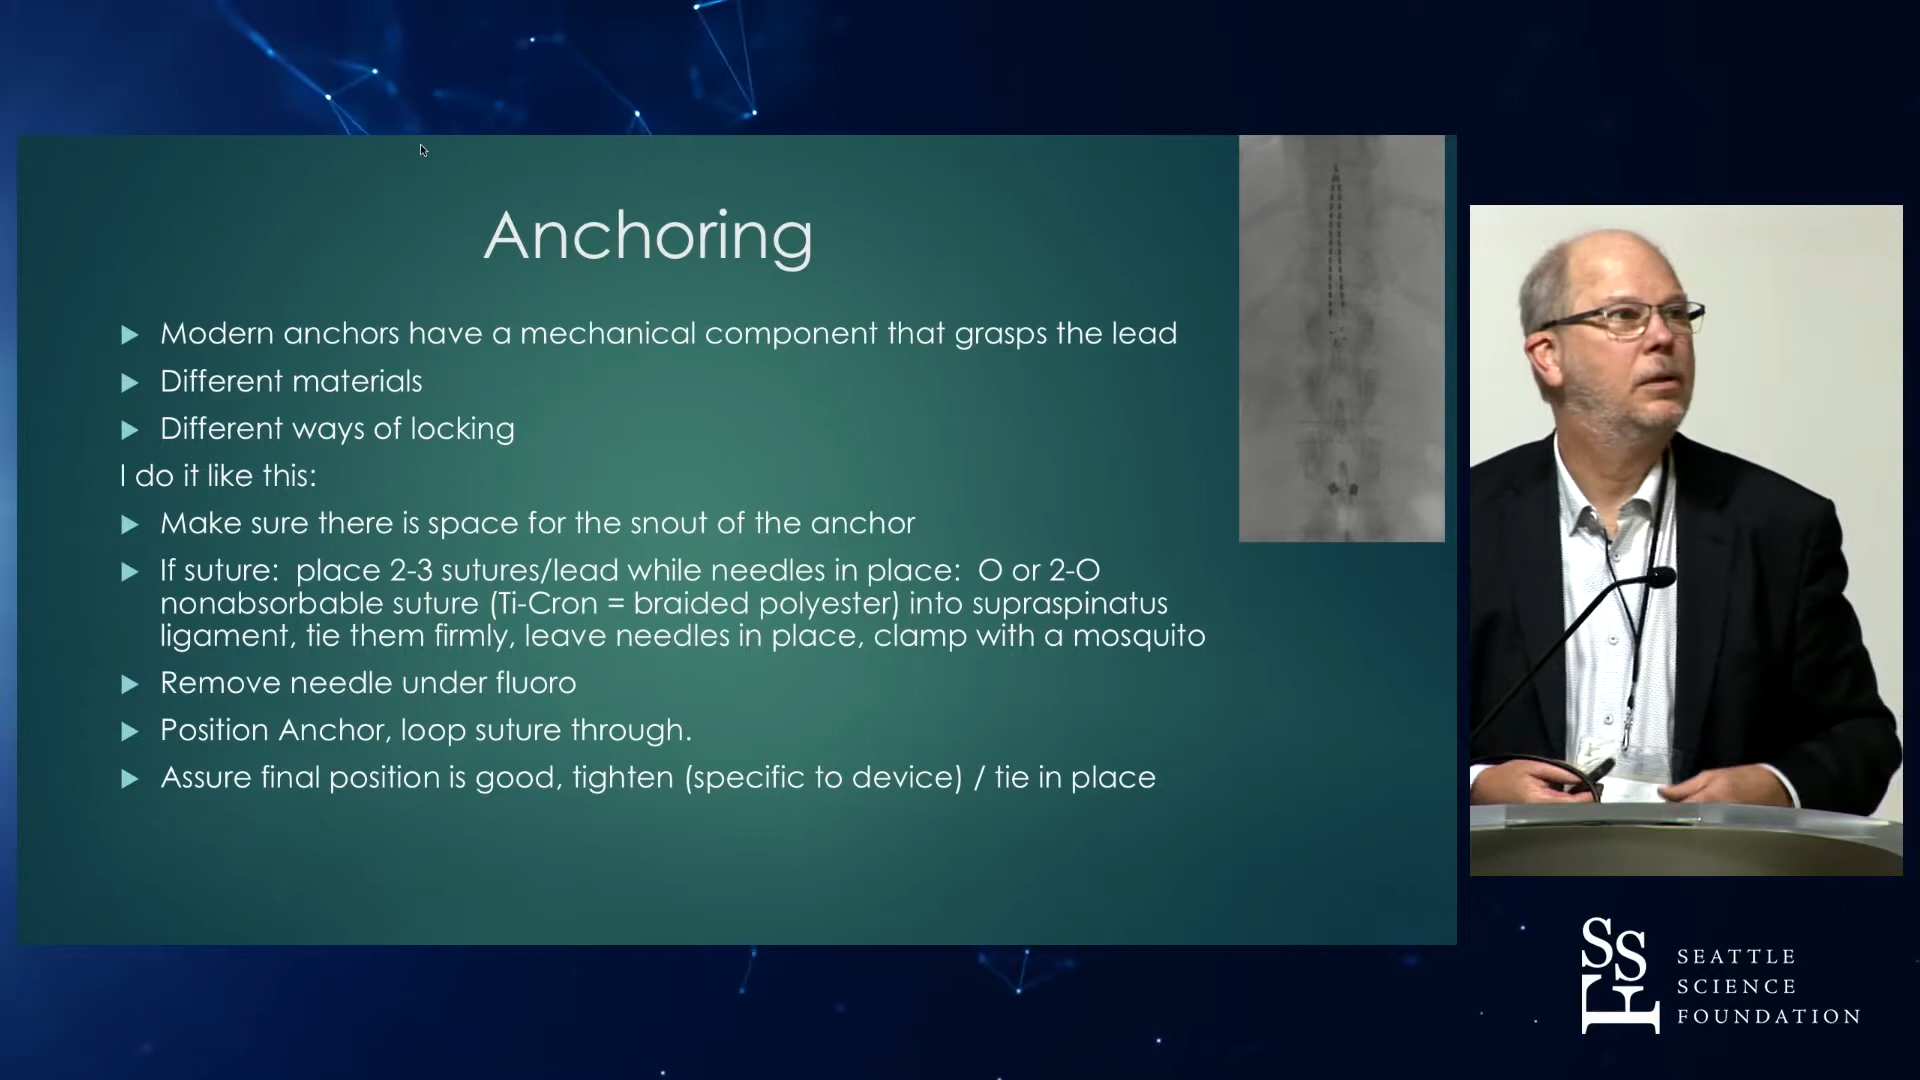 Anchoring
Modern anchors have a mechanical component that grasps the lead
Different materials
Different ways of locking
I do it like this:
Make sure there is space for the snout of the anchor
If suture:  place 2-3 sutures/lead while needles in place:  O or 2-O
nonabsorbable suture (Ti-Cron = braided polyester) into supraspinatus
ligament, tie them firmly, leave needles in place, clamp with a mosquito
Remove needle under fluoro
Position Anchor, loop suture through.
Assure final position is good, tighten (specific to device) / tie in place
SSF
SEATTLE
SCIENCE
FOUNDATION